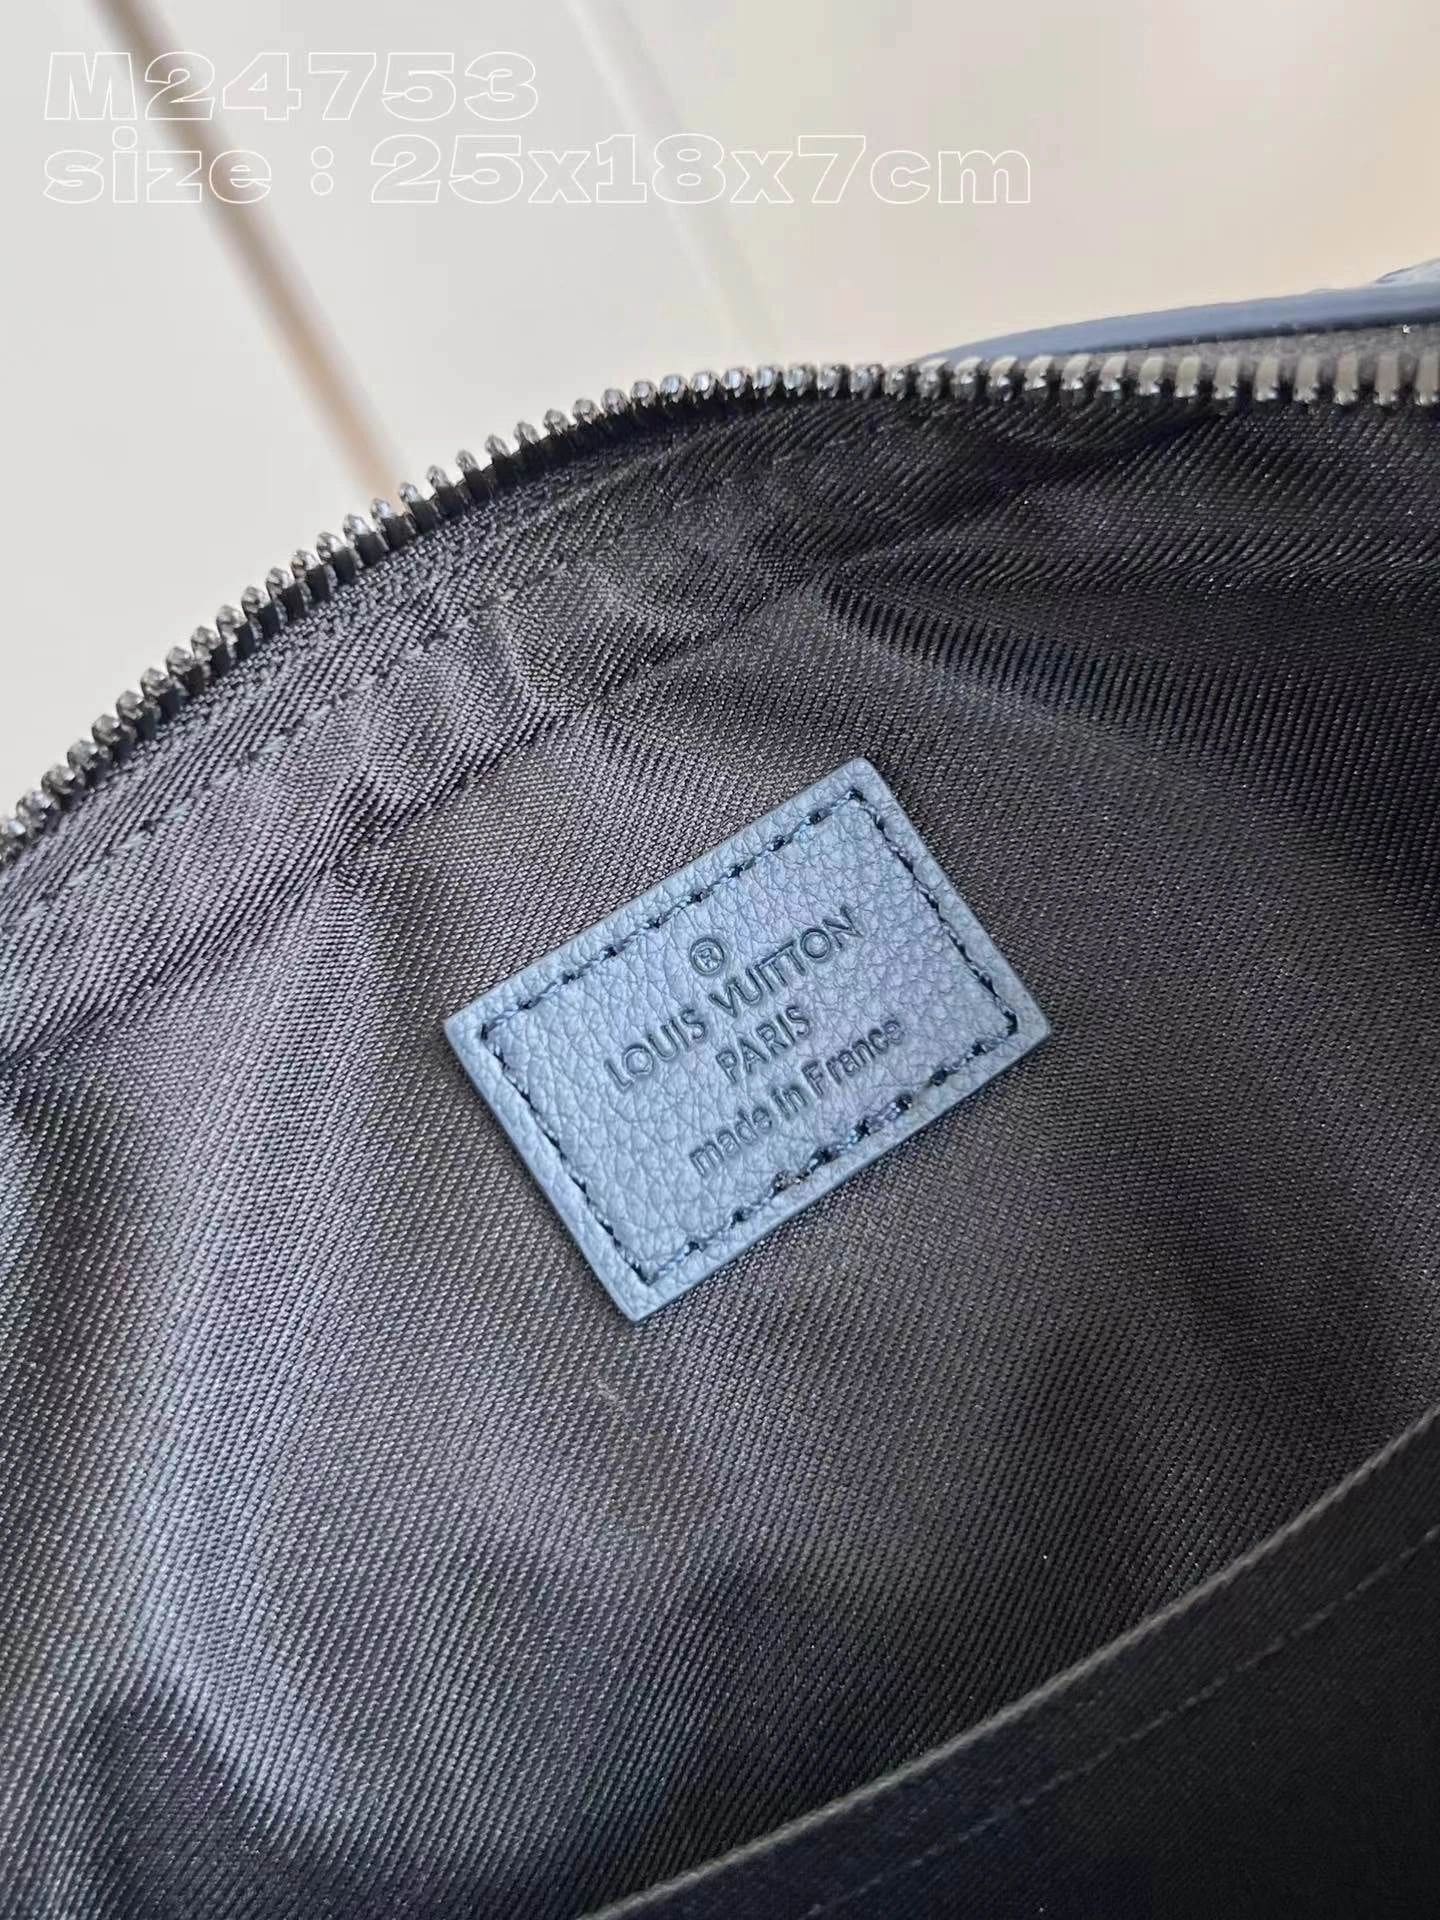 M24753
size : 25x18x7cm
®
LOUIS VUITTON
PARIS
made in France